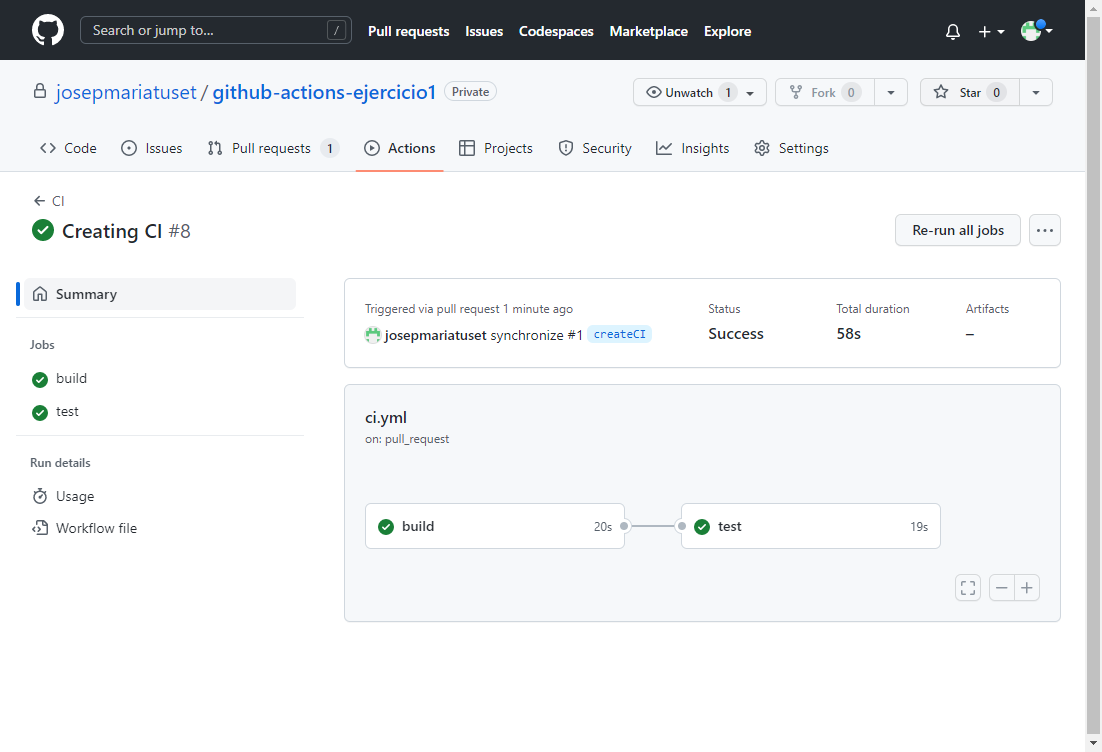 Search or jump to... /
Pull requests Issues Codespaces Marketplace Explore
josepmariatuset / github-actions-ejercicio1 Private
Unwatch 1 Fork 0 Star 0
Code Issues Pull requests 1 Actions Projects Security Insights Settings
← CI
Creating CI #8
Re-run all jobs ...
Summary
Jobs
build
test
Run details
Usage
Workflow file
Triggered via pull request 1 minute ago
josepmariatuset synchronize #1 createCI
Status
Success
Total duration
58s
Artifacts
–
ci.yml
on: pull_request
build 20s
test 19s